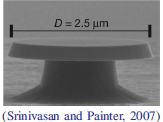 D = 2.5 μm
(Srinivasan and Painter, 2007)